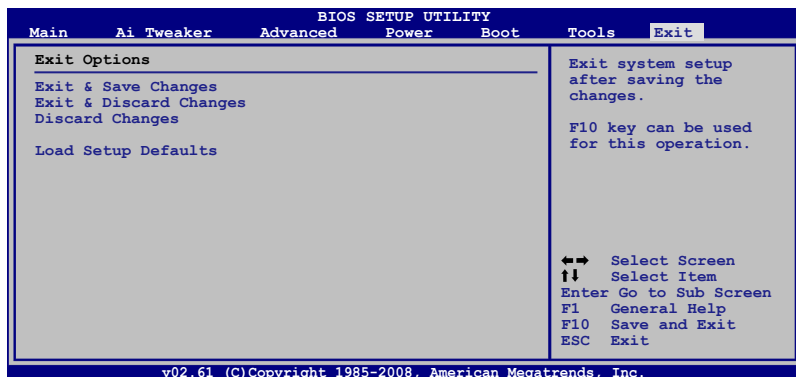 BIOS SETUP UTILITY
Main Ai Tweaker Advanced Power Boot Tools Exit
Exit Options
Exit & Save Changes
Exit & Discard Changes
Discard Changes
Load Setup Defaults
Exit system setup
after saving the
changes.
F10 key can be used
for this operation.
←→ Select Screen
↑↓ Select Item
Enter Go to Sub Screen
F1 General Help
F10 Save and Exit
ESC Exit
v02.61 (C)Copyright 1985-2008, American Megatrends, Inc.